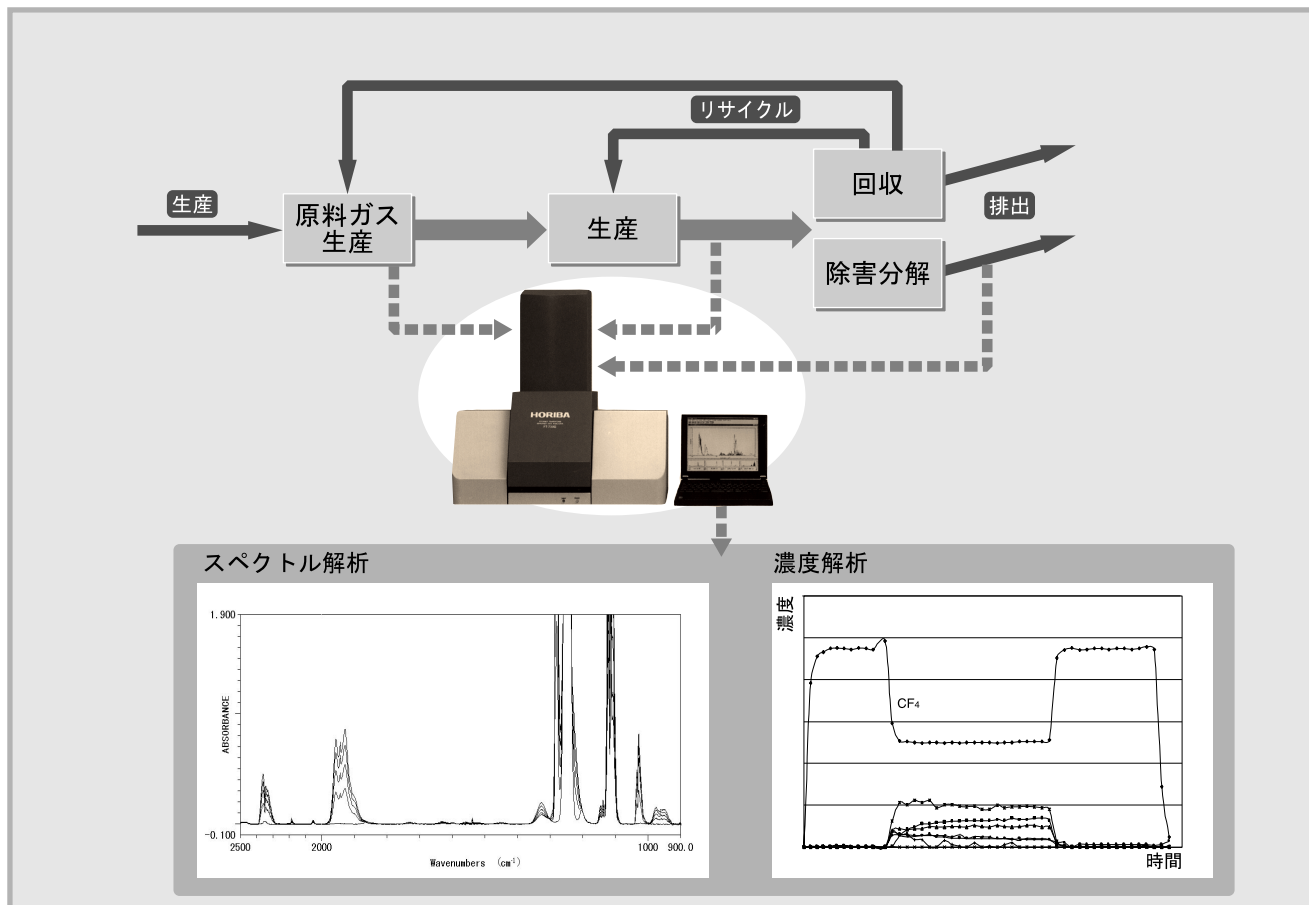 リサイクル
生産
原料ガス
生産
生産
回収
排出
除害分解
HORIBA
スペクトル解析
濃度解析
1.900
ABSORBANCE
-0.100
2500
2000
1000
900.0
Wavenumbers (cm-1)
濃度
CF4
時間